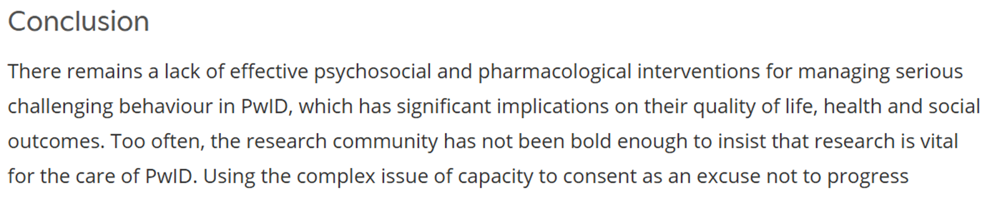 Conclusion
There remains a lack of effective psychosocial and pharmacological interventions for managing serious
challenging behaviour in PwID, which has significant implications on their quality of life, health and social
outcomes. Too often, the research community has not been bold enough to insist that research is vital
for the care of PwID. Using the complex issue of capacity to consent as an excuse not to progress